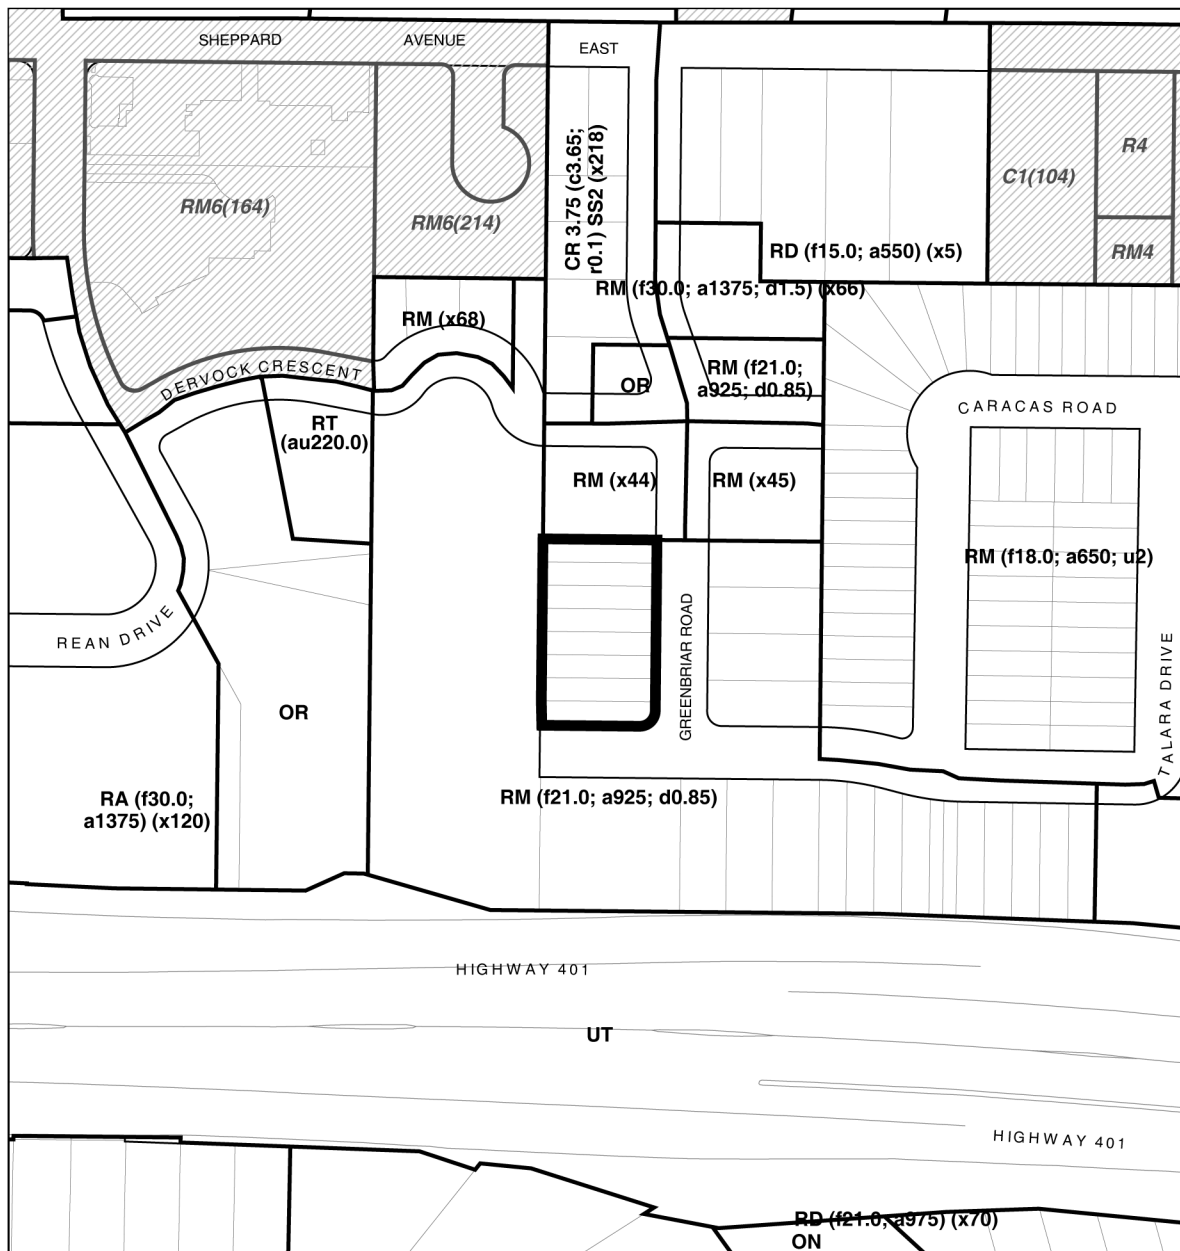 SHEPPARD AVENUE EAST
R4
C1(104)
RM6(164)
RM6(214)
CR 3.75 (c3.65;
r0.1) SS2 (x218)
RD (f15.0; a550) (x5)
RM4
RM (f30.0; a1375; d1.5) (x66)
RM (x68)
DERVOCK CRESCENT
OR
RM (f21.0;
a925; d0.85)
CARACAS ROAD
RT
(au220.0)
RM (x44)
RM (x45)
RM (f18.0; a650; u2)
REAN DRIVE
GREENBRIAR ROAD
TALARA DRIVE
OR
RA (f30.0;
a1375) (x120)
RM (f21.0; a925; d0.85)
HIGHWAY 401
UT
HIGHWAY 401
RD (f21.0; a975) (x70)
ON